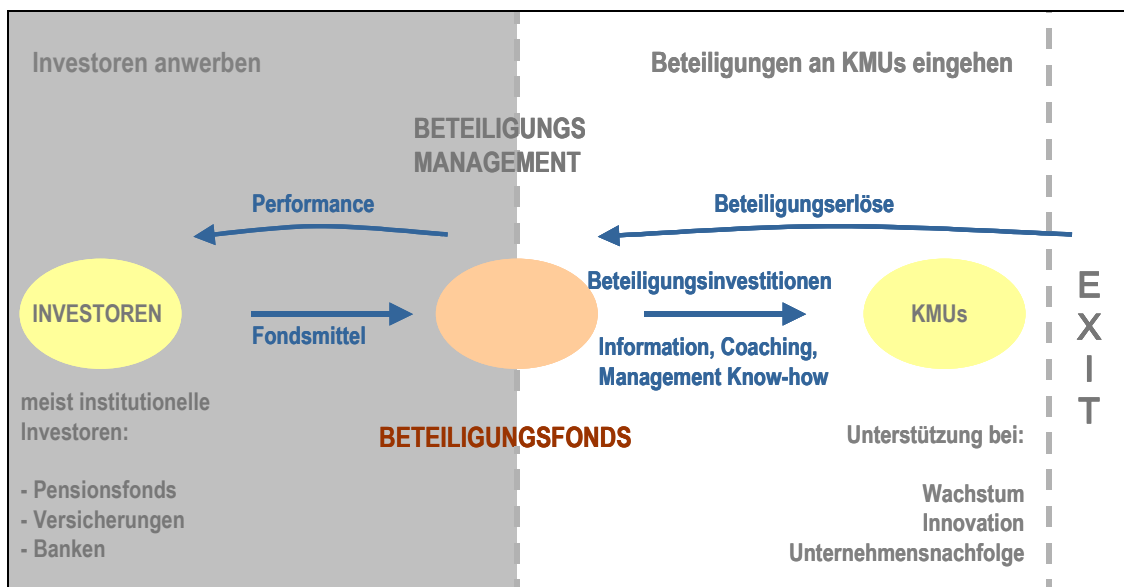 Investoren anwerben
Beteiligungen an KMUs eingehen
BETEILIGUNGS
MANAGEMENT
Performance
Beteiligungserlöse
INVESTOREN
Fondsmittel
Beteiligungsinvestitionen
Information, Coaching,
Management Know-how
KMUs
EXIT
meist institutionelle
Investoren:
- Pensionsfonds
- Versicherungen
- Banken
BETEILIGUNGSFONDS
Unterstützung bei:
Wachstum
Innovation
Unternehmensnachfolge